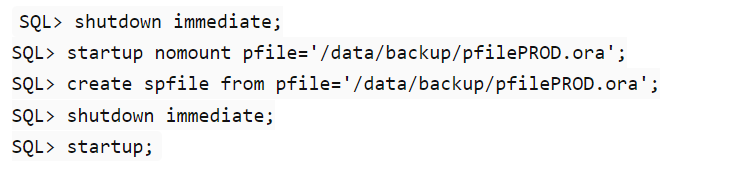 SQL> shutdown immediate;
SQL> startup nomount pfile='/data/backup/pfilePROD.ora';
SQL> create spfile from pfile='/data/backup/pfilePROD.ora';
SQL> shutdown immediate;
SQL> startup;